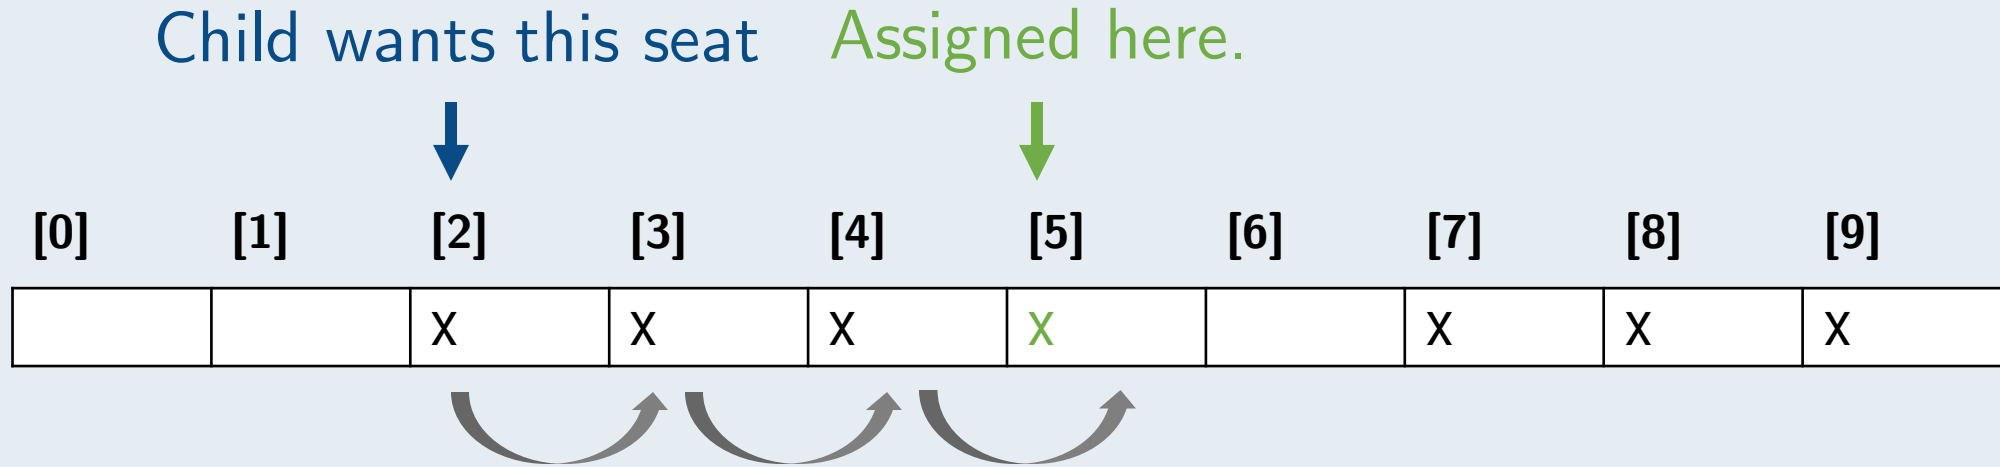 Child wants this seat Assigned here.
[0] [1] [2] [3] [4] [5] [6] [7] [8] [9]
X X X X X X X